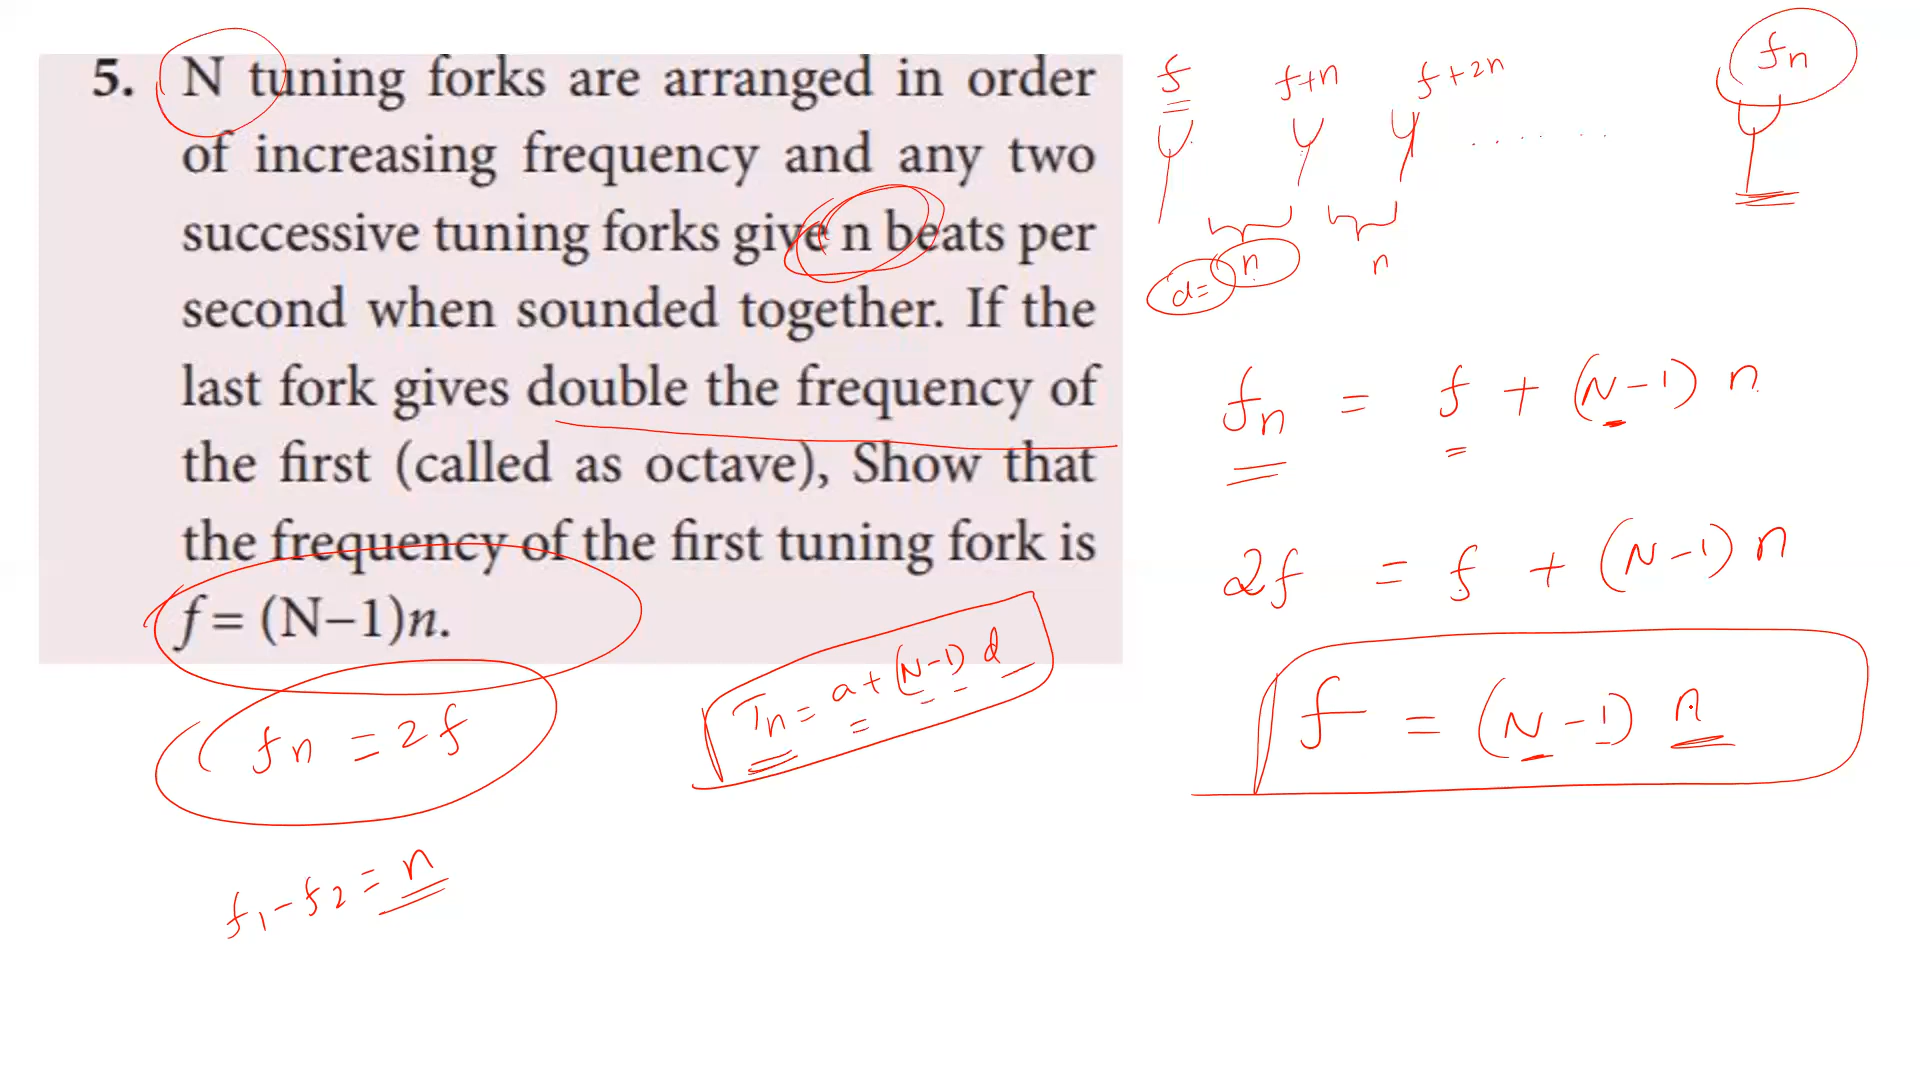 5. N tuning forks are arranged in order
of increasing frequency and any two
successive tuning forks give n beats per
second when sounded together. If the
last fork gives double the frequency of
the first (called as octave), Show that
the frequency of the first tuning fork is
f = (N−1)n.
fn = 2f
f1 - f2 = n
Tn = a + (N-1) d
f f+n f+2n ....... fn
d = n n
fn = f + (N-1) n
2f = f + (N-1) n
f = (N-1) n